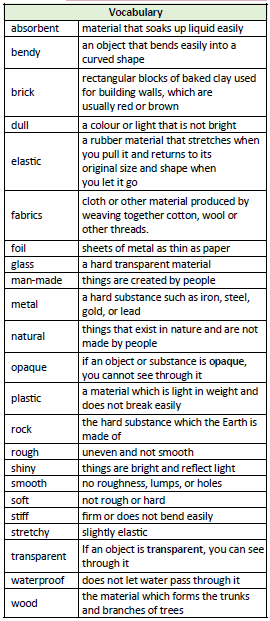 Vocabulary
absorbent material that soaks up liquid easily
bendy an object that bends easily into a
curved shape
brick rectangular blocks of baked clay used
for building walls, which are
usually red or brown
dull a colour or light that is not bright
elastic a rubber material that stretches when
you pull it and returns to its
original size and shape when
you let it go
fabrics cloth or other material produced by
weaving together cotton, wool or
other threads.
foil sheets of metal as thin as paper
glass a hard transparent material
man-made things are created by people
metal a hard substance such as iron, steel,
gold, or lead
natural things that exist in nature and are not
made by people
opaque if an object or substance is opaque,
you cannot see through it
plastic a material which is light in weight and
does not break easily
rock the hard substance which the Earth is
made of
rough uneven and not smooth
shiny things are bright and reflect light
smooth no roughness, lumps, or holes
soft not rough or hard
stiff firm or does not bend easily
stretchy slightly elastic
transparent If an object is transparent, you can see
through it
waterproof does not let water pass through it
wood the material which forms the trunks
and branches of trees